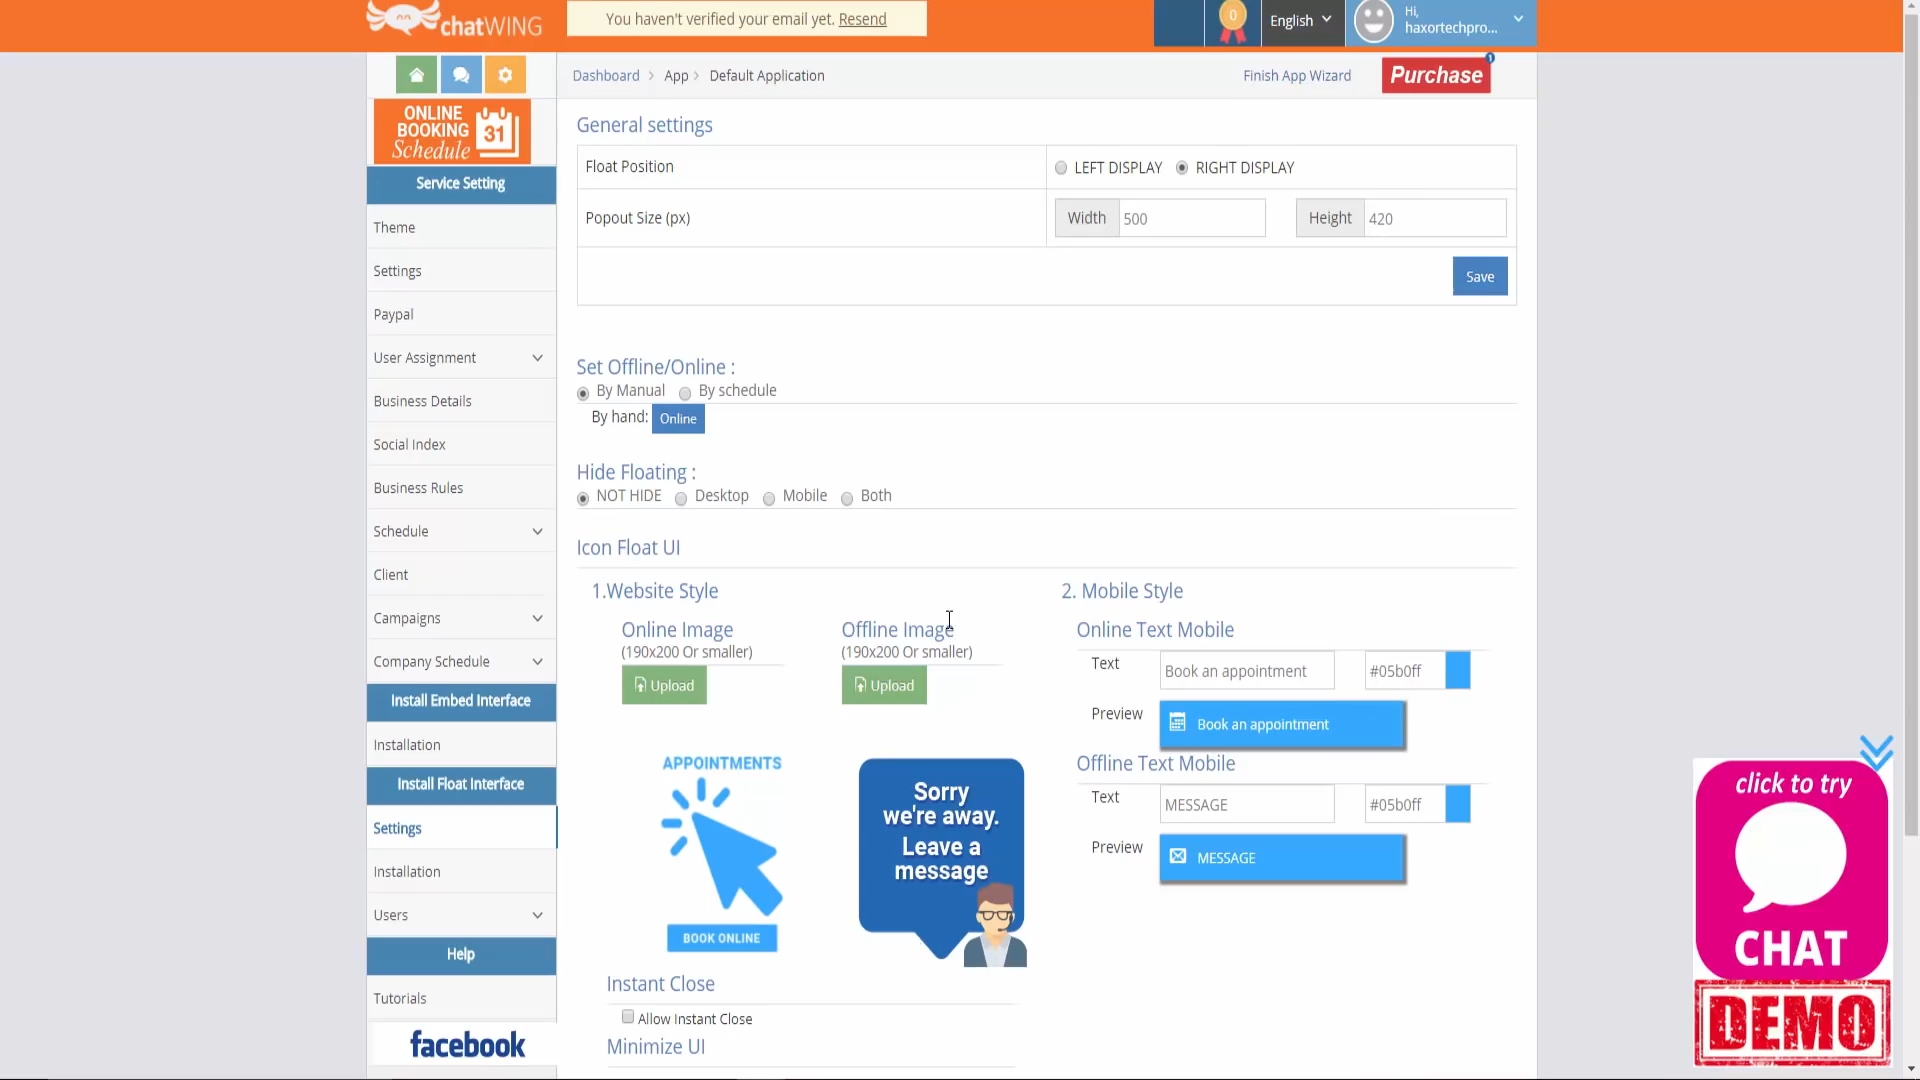 chatWING
You haven't verified your email yet. Resend
0
English
Hi,
haxortechpro...
Dashboard > App > Default Application
Finish App Wizard
Purchase
1
ONLINE
BOOKING
Schedule
31
Service Setting
Theme
Settings
Paypal
User Assignment
Business Details
Social Index
Business Rules
Schedule
Client
Campaigns
Company Schedule
Install Embed Interface
Installation
Install Float Interface
Settings
Installation
Users
Help
Tutorials
facebook
General settings
Float Position
LEFT DISPLAY RIGHT DISPLAY
Popout Size (px)
Width 500 Height 420
Save
Set Offline/Online :
By Manual By schedule
By hand: Online
Hide Floating :
NOT HIDE Desktop Mobile Both
Icon Float UI
1.Website Style
Online Image
(190x200 Or smaller)
Upload
Offline Image
(190x200 Or smaller)
Upload
APPOINTMENTS
BOOK ONLINE
Sorry
we're away.
Leave a
message
Instant Close
Allow Instant Close
Minimize UI
2. Mobile Style
Online Text Mobile
Text Book an appointment #05b0ff
Preview Book an appointment
Offline Text Mobile
Text MESSAGE #05b0ff
Preview MESSAGE
click to try
CHAT
DEMO